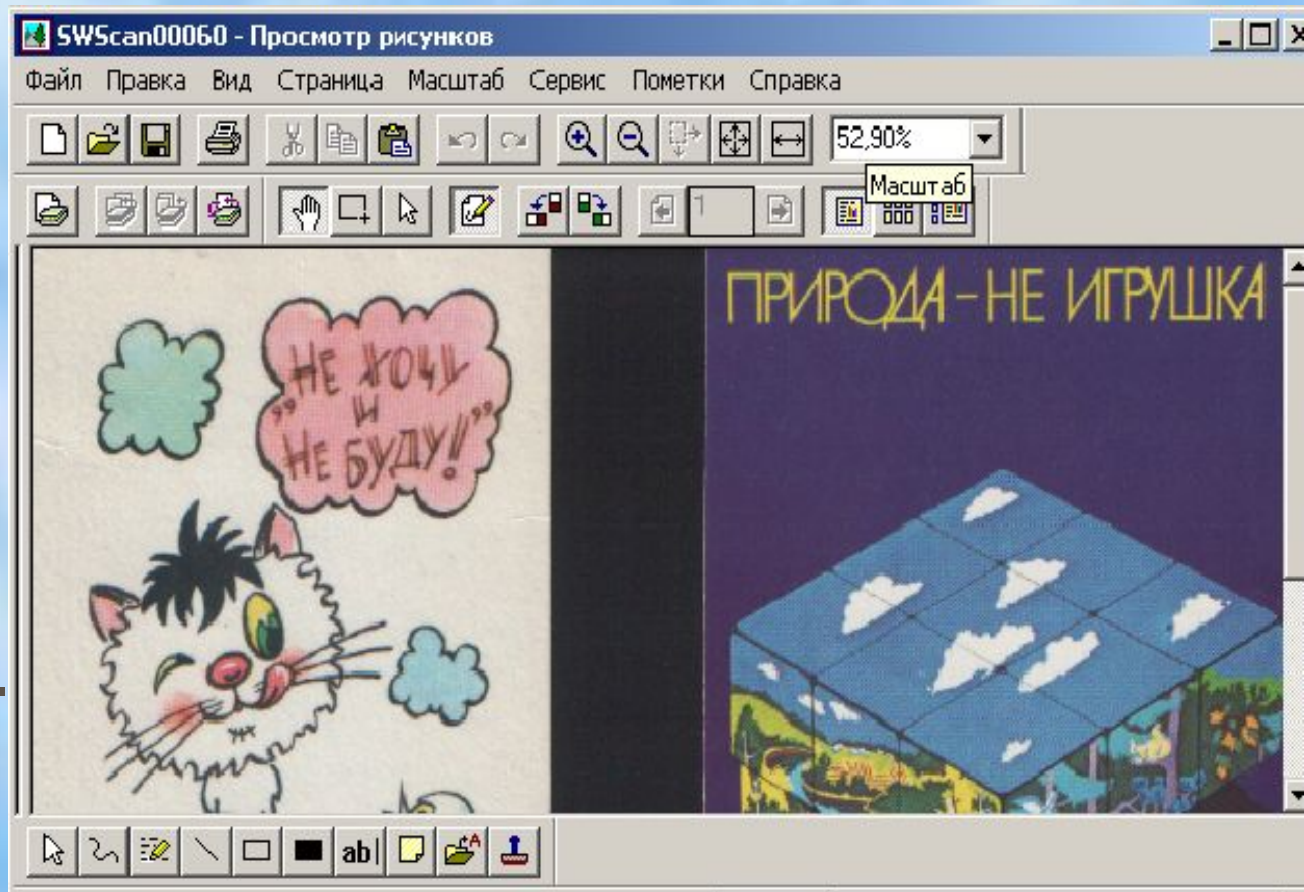 SWScan00060 - Просмотр рисунков
Файл Правка Вид Страница Масштаб Сервис Пометки Справка
52,90%
Масштаб
1
ПРИРОДА - НЕ ИГРУШКА
„НЕ ХОЧУ
И
НЕ БУДУ!”
ab|